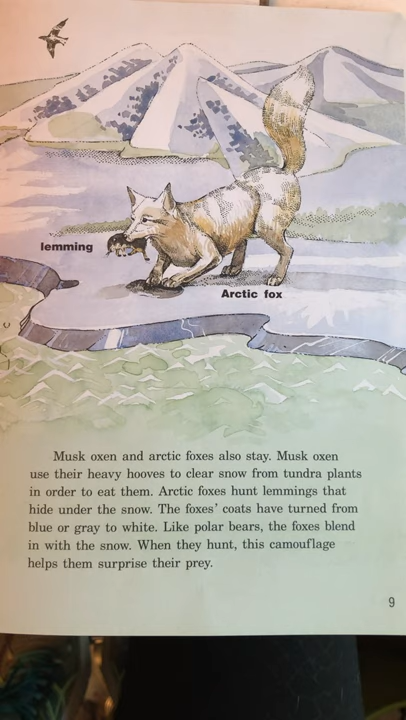 lemming
Arctic fox
Musk oxen and arctic foxes also stay. Musk oxen
use their heavy hooves to clear snow from tundra plants
in order to eat them. Arctic foxes hunt lemmings that
hide under the snow. The foxes' coats have turned from
blue or gray to white. Like polar bears, the foxes blend
in with the snow. When they hunt, this camouflage
helps them surprise their prey.
9